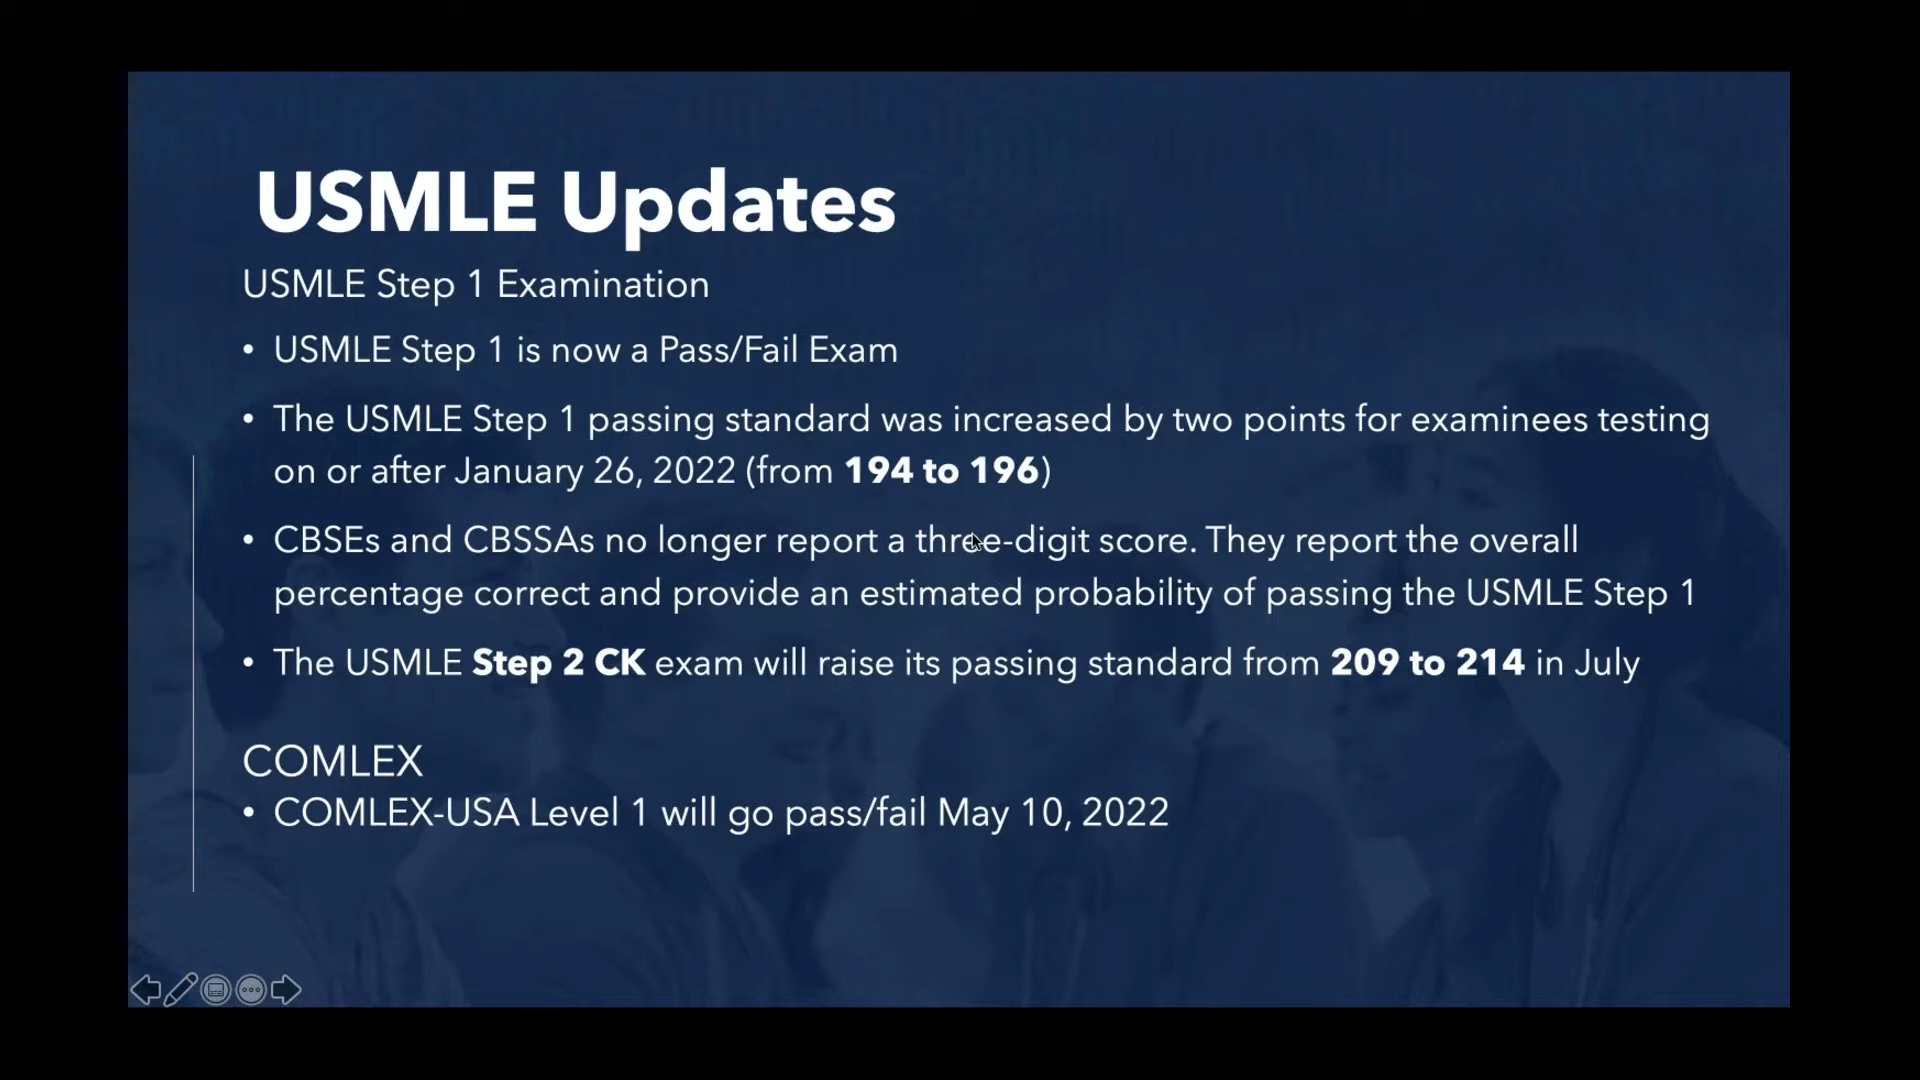 USMLE Updates
USMLE Step 1 Examination
• USMLE Step 1 is now a Pass/Fail Exam
• The USMLE Step 1 passing standard was increased by two points for examinees testing
on or after January 26, 2022 (from 194 to 196)
• CBSEs and CBSSAs no longer report a three-digit score. They report the overall
percentage correct and provide an estimated probability of passing the USMLE Step 1
• The USMLE Step 2 CK exam will raise its passing standard from 209 to 214 in July
COMLEX
• COMLEX-USA Level 1 will go pass/fail May 10, 2022